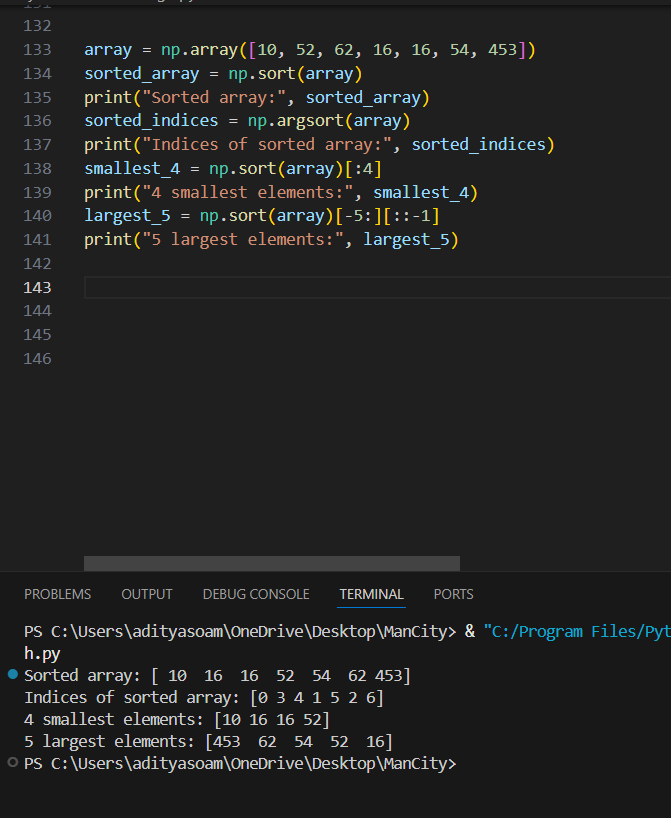 132
133 array = np.array([10, 52, 62, 16, 16, 54, 453])
134 sorted_array = np.sort(array)
135 print("Sorted array:", sorted_array)
136 sorted_indices = np.argsort(array)
137 print("Indices of sorted array:", sorted_indices)
138 smallest_4 = np.sort(array)[:4]
139 print("4 smallest elements:", smallest_4)
140 largest_5 = np.sort(array)[-5:][::-1]
141 print("5 largest elements:", largest_5)
142
143
144
145
146
PROBLEMS OUTPUT DEBUG CONSOLE TERMINAL PORTS
PS C:\Users\adityasoam\OneDrive\Desktop\ManCity> & "C:/Program Files/Pyt
h.py
Sorted array: [ 10  16  16  52  54  62 453]
Indices of sorted array: [0 3 4 1 5 2 6]
4 smallest elements: [10 16 16 52]
5 largest elements: [453  62  54  52  16]
PS C:\Users\adityasoam\OneDrive\Desktop\ManCity>